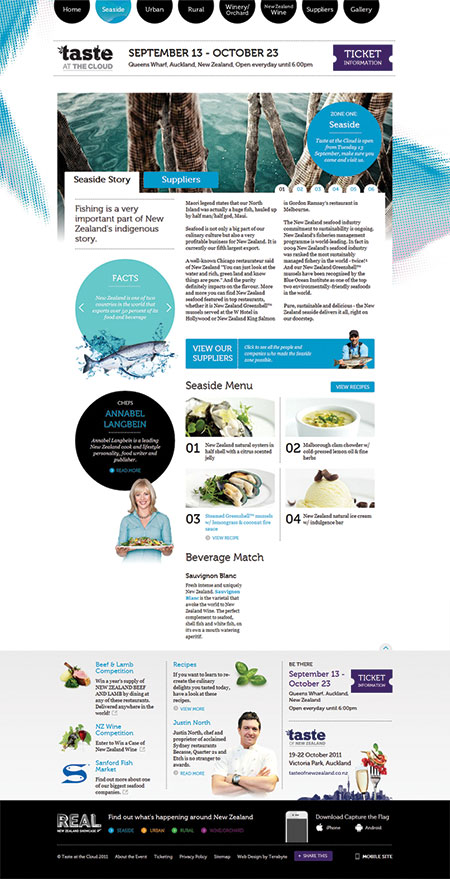 Home
Seaside
Urban
Rural
Winery/
Orchard
New Zealand
Wine
Suppliers
Gallery
taste
AT THE CLOUD
SEPTEMBER 13 - OCTOBER 23
Queens Wharf, Auckland, New Zealand, Open everyday until 6:00pm
TICKET
INFORMATION
ZONE ONE:
Seaside
Taste at the Cloud is open
from Tuesday 13
September, make sure you
come and visit us.
01 02 03 04 05 06
Seaside Story
Suppliers
Fishing is a very
important part of New
Zealand's indigenous
story.
Maori legend states that our North
Island was actually a huge fish, hauled up
by half man/half god, Maui.
Seafood is not only a big part of our
culinary culture but also a very
profitable business for New Zealand. It is
currently our fifth largest export.
A well-known Chicago restaurateur said
of New Zealand "You can just look at the
water and rich, green land and know
things are pure." And the purity
definitely imparts on the flavour. More
and more you can find New Zealand
seafood featured in top restaurants,
whether it is New Zealand Greenshell™
mussels served at the W Hotel in
Hollywood or New Zealand King Salmon
in Gordon Ramsay's restaurant in
Melbourne.
The New Zealand seafood industry
commitment to sustainability is ongoing.
New Zealand's fisheries management
programme is world-leading. In fact in
2009 New Zealand's seafood industry
was ranked the most sustainably
managed fishery in the world - twice!
And our New Zealand Greenshell™
mussels have been recognised by the
Blue Ocean Institute as one of the top
two environmentally-friendly seafoods
in the world.
Pure, sustainable and delicious - the New
Zealand seaside delivers it all, right on
our doorstep.
FACTS
New Zealand is one of two
countries in the world that
exports over 50 percent of its
food and beverage
VIEW OUR
SUPPLIERS
Click to see all the people and
companies who made the Seaside
zone possible.
CHEFS
ANNABEL
LANGBEIN
Annabel Langbein is a leading
New Zealand cook and lifestyle
personality, food writer and
publisher.
READ MORE
Seaside Menu
VIEW RECIPES
01
New Zealand natural oysters in
half shell with a citrus scented
jelly
02
Malborough clam chowder w/
cold-pressed lemon oil & fine
herbs
03
Steamed Greenshell™ mussels
w/ lemongrass & coconut fire
sauce
VIEW RECIPE
04
New Zealand natural ice cream
w/ indulgence bar
Beverage Match
Sauvignon Blanc
Fresh intense and uniquely
New Zealand. Sauvignon
Blanc is the varietal that
awoke the world to New
Zealand Wine. The perfect
complement to seafood,
shell fish and white fish, on
it's own a mouth watering
aperitif.
Beef & Lamb
Competition
Win a year's supply of
NEW ZEALAND BEEF
AND LAMB by dining at
any of these restaurants.
Delivered anywhere in the
world!
NZ Wine
Competition
Enter to Win a Case of
New Zealand Wine
Sanford Fish
Market
Find out more about one
of our biggest seafood
companies.
Recipes
If you want to learn to re-
create the culinary
delights you tasted today,
have a look at these
recipes.
VIEW MORE
Justin North
Justin North, chef and
proprietor of acclaimed
Sydney restaurants
Becasse, Quarter 21 and
Etch is no stranger to
awards.
READ MORE
BE THERE
September 13 -
October 23
Queens Wharf, Auckland,
New Zealand
Open everyday until 6:00pm
TICKET
INFORMATION
taste
OF NEW ZEALAND
19-22 October 2011
Victoria Park, Auckland
tasteofnewzealand.co.nz
REAL
NEW ZEALAND SHOWCASE
Find out what's happening around New Zealand
SEASIDE
URBAN
RURAL
WINE/ORCHARD
Download Capture the Flag
iPhone
Android
© Taste at the Cloud 2011
About the Event
Ticketing
Privacy Policy
Sitemap
Web Design by Terabyte
SHARE THIS
MOBILE SITE